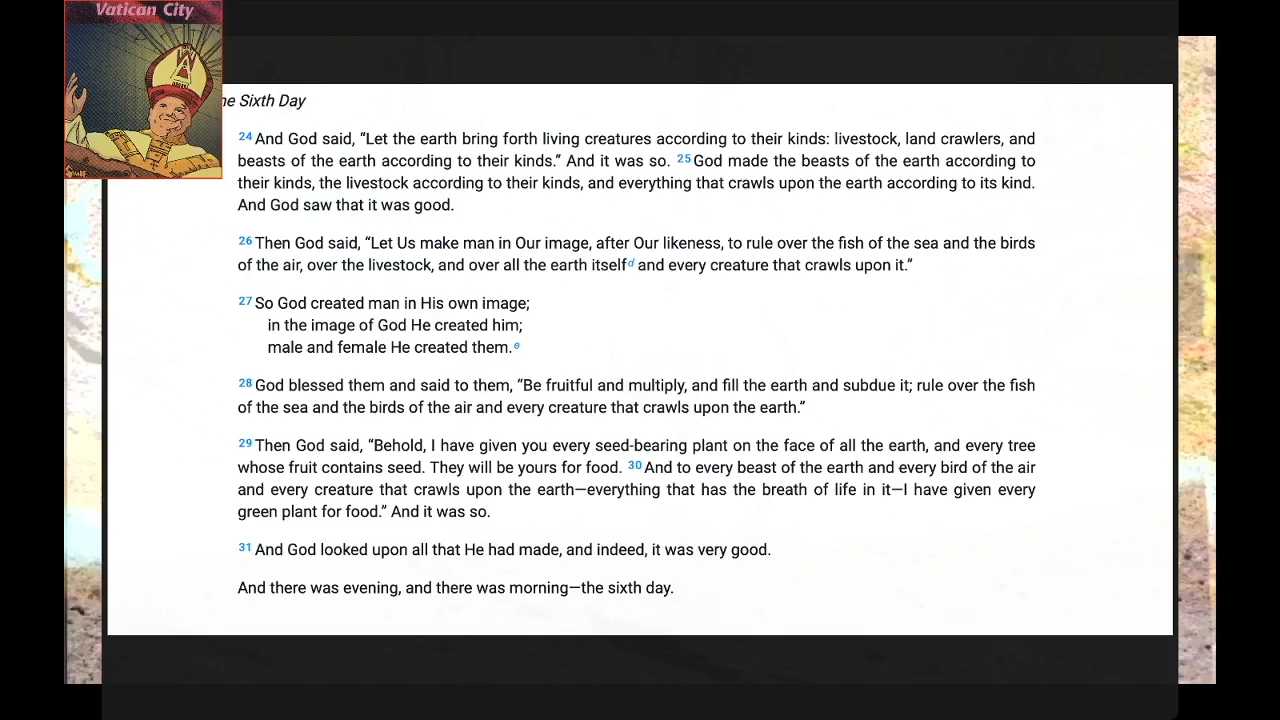 Vatican City
he Sixth Day
24 And God said, “Let the earth bring forth living creatures according to their kinds: livestock, land crawlers, and
beasts of the earth according to their kinds.” And it was so. 25 God made the beasts of the earth according to
their kinds, the livestock according to their kinds, and everything that crawls upon the earth according to its kind.
And God saw that it was good.
26 Then God said, “Let Us make man in Our image, after Our likeness, to rule over the fish of the sea and the birds
of the air, over the livestock, and over all the earth itself d and every creature that crawls upon it.”
27 So God created man in His own image;
in the image of God He created him;
male and female He created them. e
28 God blessed them and said to them, “Be fruitful and multiply, and fill the earth and subdue it; rule over the fish
of the sea and the birds of the air and every creature that crawls upon the earth.”
29 Then God said, “Behold, I have given you every seed-bearing plant on the face of all the earth, and every tree
whose fruit contains seed. They will be yours for food. 30 And to every beast of the earth and every bird of the air
and every creature that crawls upon the earth—everything that has the breath of life in it—I have given every
green plant for food.” And it was so.
31 And God looked upon all that He had made, and indeed, it was very good.
And there was evening, and there was morning—the sixth day.